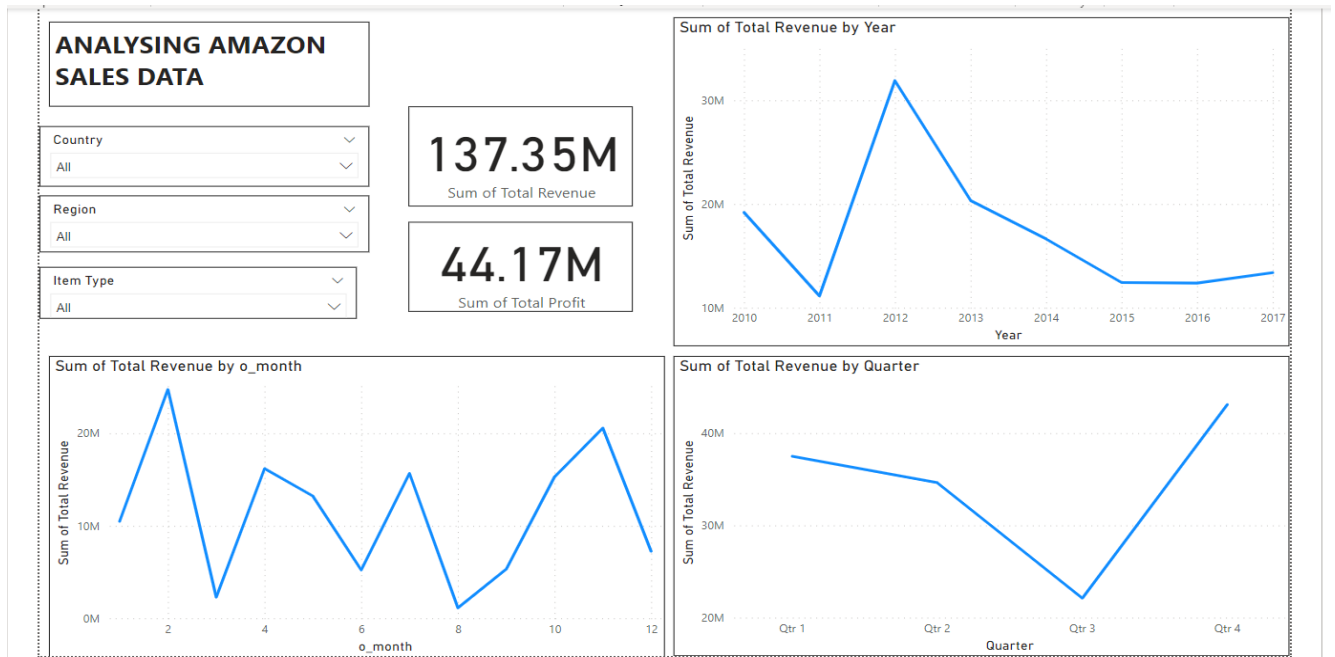 ANALYSING AMAZON
SALES DATA
Country
All
Region
All
Item Type
All
137.35M
Sum of Total Revenue
44.17M
Sum of Total Profit
Sum of Total Revenue by Year
Sum of Total Revenue
30M
20M
10M
2010 2011 2012 2013 2014 2015 2016 2017
Year
Sum of Total Revenue by o_month
Sum of Total Revenue
20M
10M
0M
2 4 6 8 10 12
o_month
Sum of Total Revenue by Quarter
Sum of Total Revenue
40M
30M
20M
Qtr 1 Qtr 2 Qtr 3 Qtr 4
Quarter